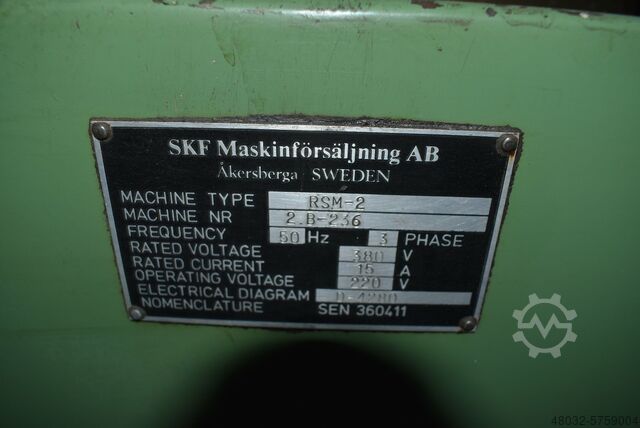 SKF Maskinförsäljning AB
Åkersberga SWEDEN
MACHINE TYPE RSM-2
MACHINE NR 2.B-236
FREQUENCY 50 Hz 3 PHASE
RATED VOLTAGE 380 V
RATED CURRENT 15 A
OPERATING VOLTAGE 220 V
ELECTRICAL DIAGRAM D-4280
NOMENCLATURE SEN 360411
48032-5759004